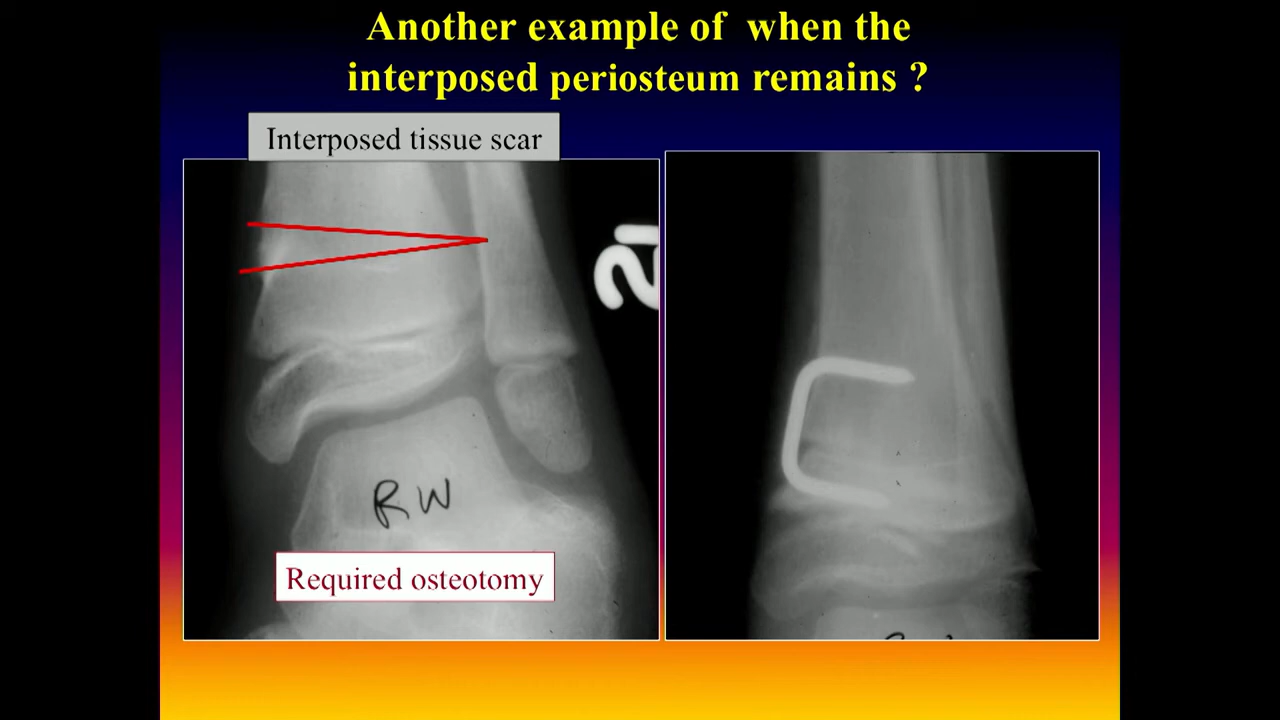 Another example of when the
interposed periosteum remains ?
Interposed tissue scar
RW
Required osteotomy